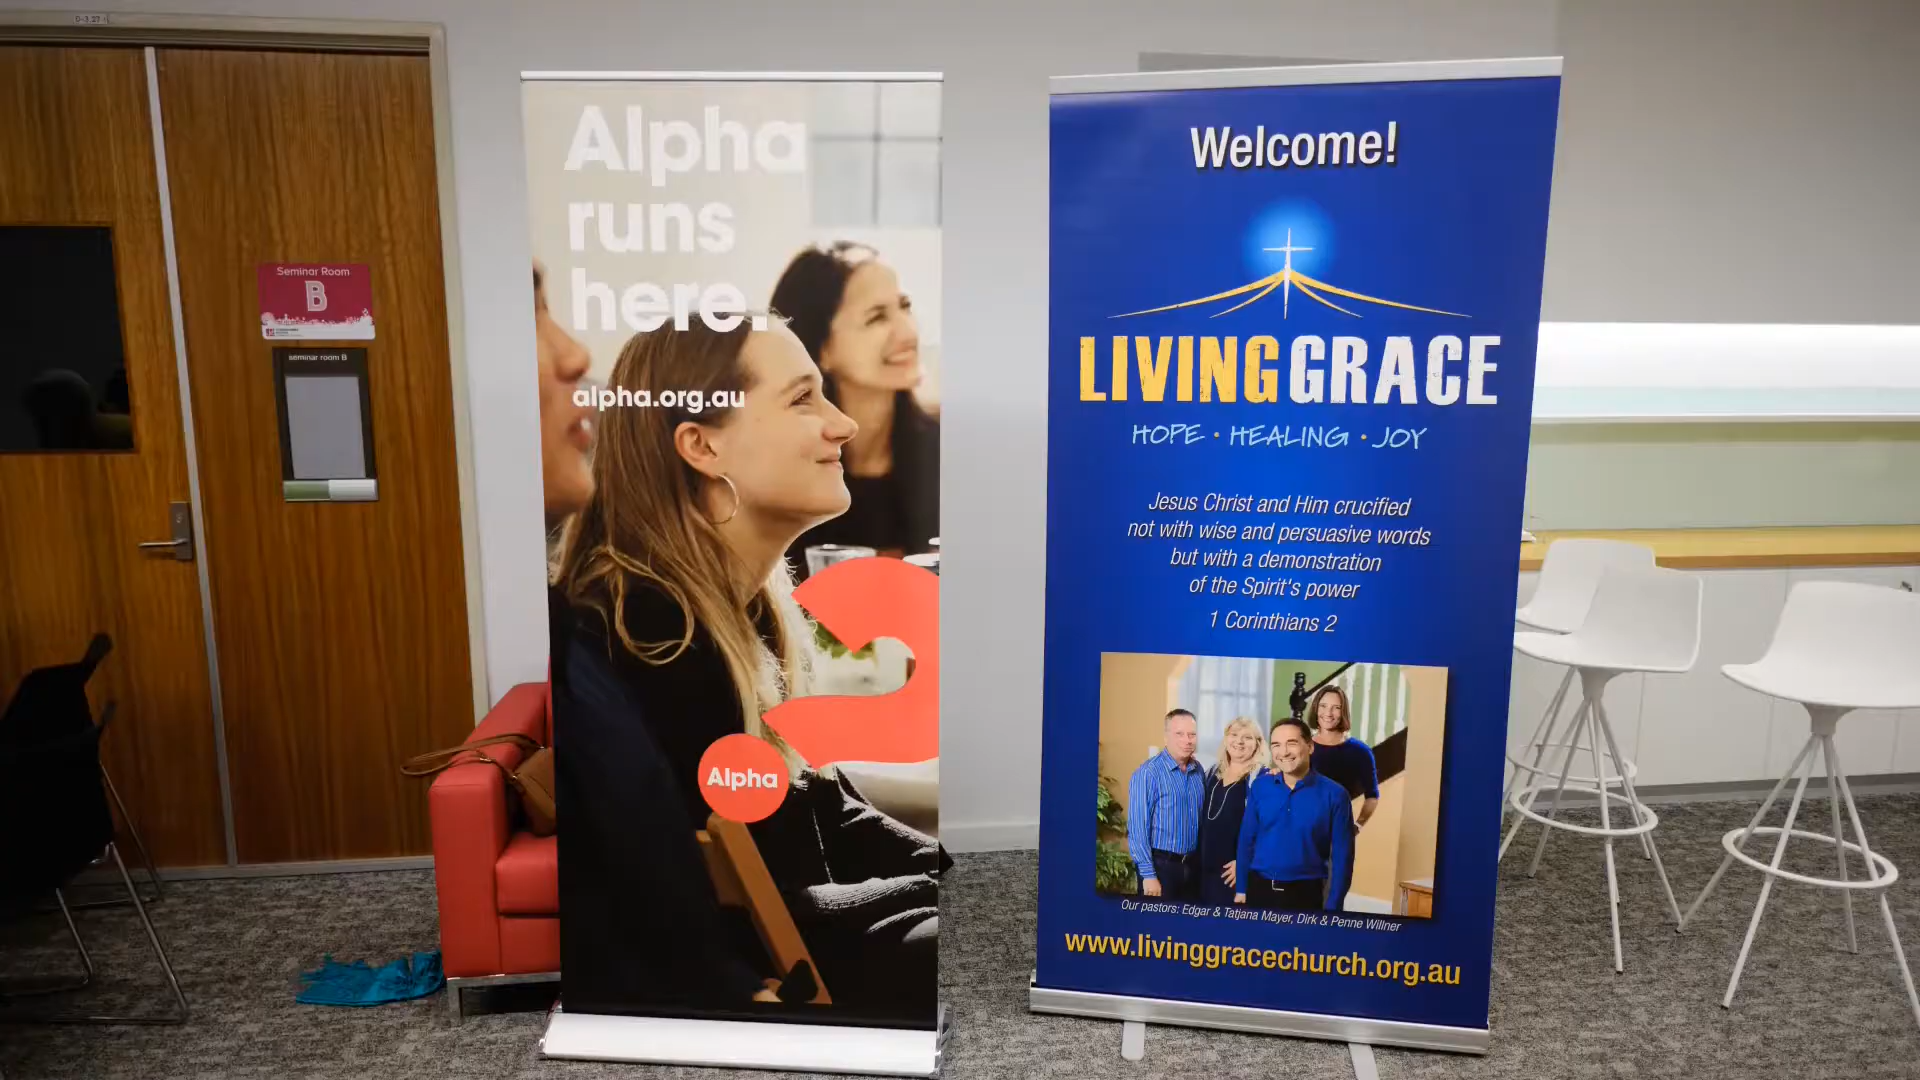 Seminar Room
B
seminar room B
Alpha
runs
here.
alpha.org.au
Alpha
Welcome!
LIVINGGRACE
HOPE · HEALING · JOY
Jesus Christ and Him crucified
not with wise and persuasive words
but with a demonstration
of the Spirit's power
1 Corinthians 2
Our pastors: Edgar & Tatjana Mayer, Dirk & Penne Willner
www.livinggracechurch.org.au